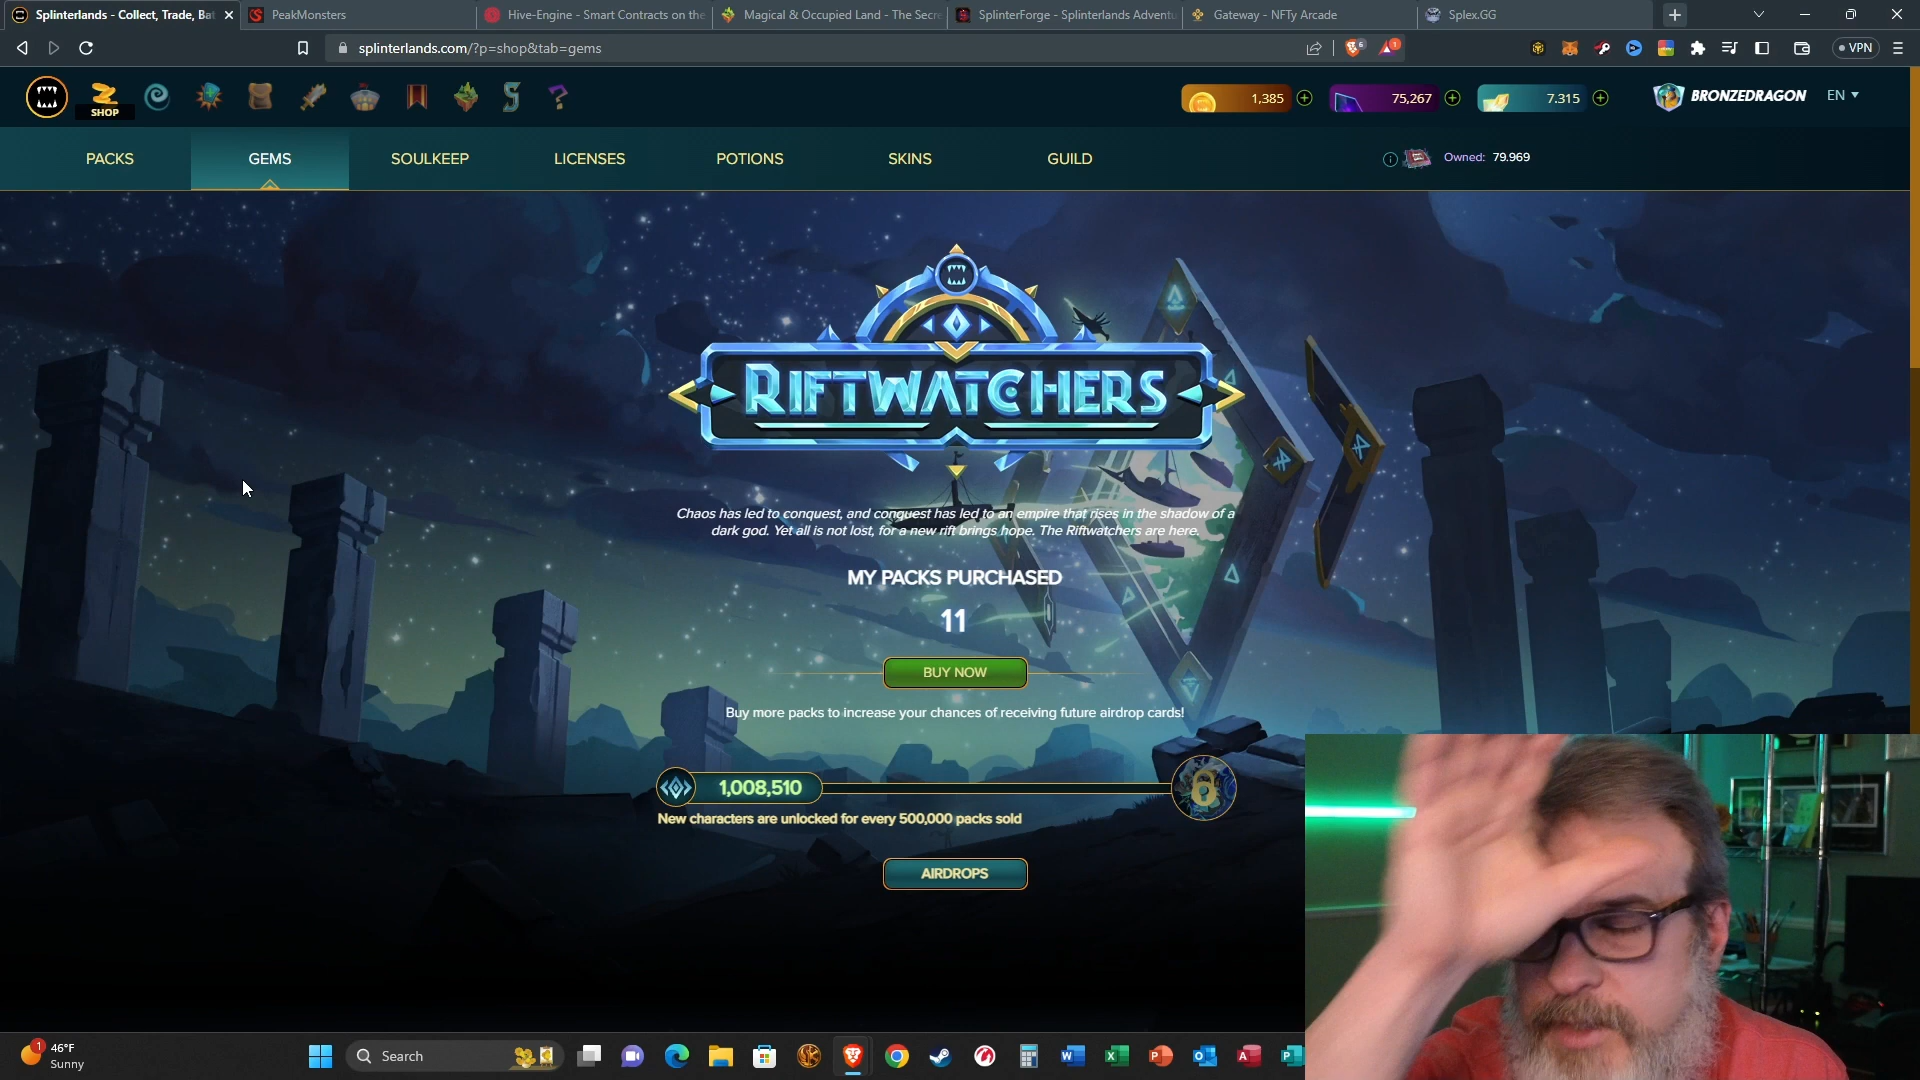 Splinterlands - Collect, Trade, Bat
PeakMonsters
Hive-Engine - Smart Contracts on the
Magical & Occupied Land - The Secre
SplinterForge - Splinterlands Adventu
Gateway - NFTy Arcade
Splex.GG
splinterlands.com/?p=shop&tab=gems
6
1
VPN
SHOP
1,385
75,267
7.315
BRONZEDRAGON
EN
PACKS
GEMS
SOULKEEP
LICENSES
POTIONS
SKINS
GUILD
Owned: 79.969
RIFTWATCHERS
Chaos has led to conquest, and conquest has led to an empire that rises in the shadow of a
dark god. Yet all is not lost, for a new rift brings hope. The Riftwatchers are here.
MY PACKS PURCHASED
11
BUY NOW
Buy more packs to increase your chances of receiving future airdrop cards!
1,008,510
New characters are unlocked for every 500,000 packs sold
AIRDROPS
1
46°F
Sunny
Search